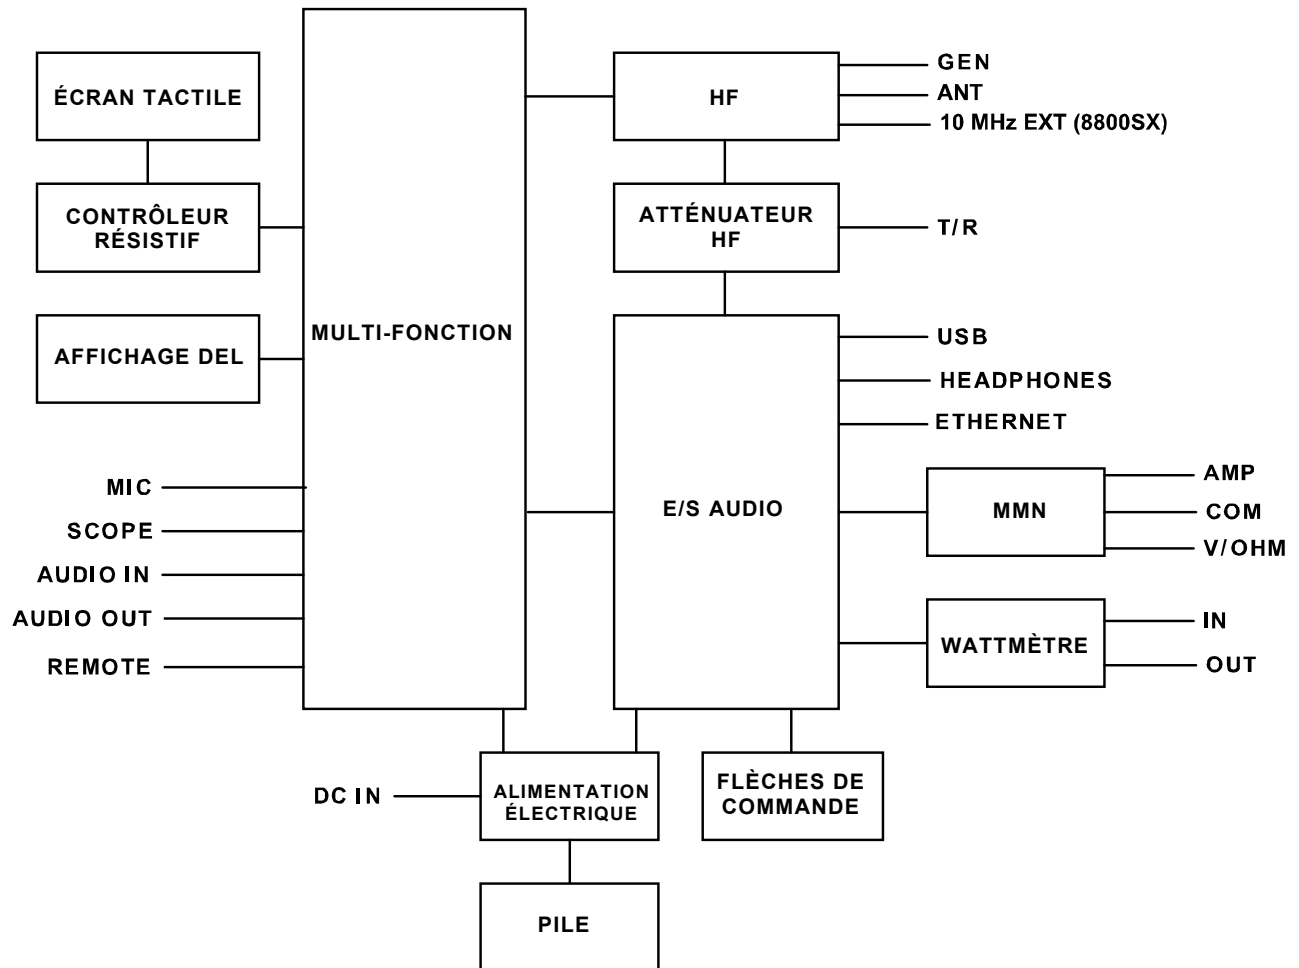 ÉCRAN TACTILE
CONTRÔLEUR
RÉSISTIF
AFFICHAGE DEL
MIC
SCOPE
AUDIO IN
AUDIO OUT
REMOTE
MULTI-FONCTION
HF
GEN
ANT
10 MHz EXT (8800SX)
ATTÉNUATEUR
HF
T/R
E/S AUDIO
USB
HEADPHONES
ETHERNET
MMN
AMP
COM
V/OHM
WATTMÈTRE
IN
OUT
DC IN
ALIMENTATION
ÉLECTRIQUE
FLÈCHES DE
COMMANDE
PILE